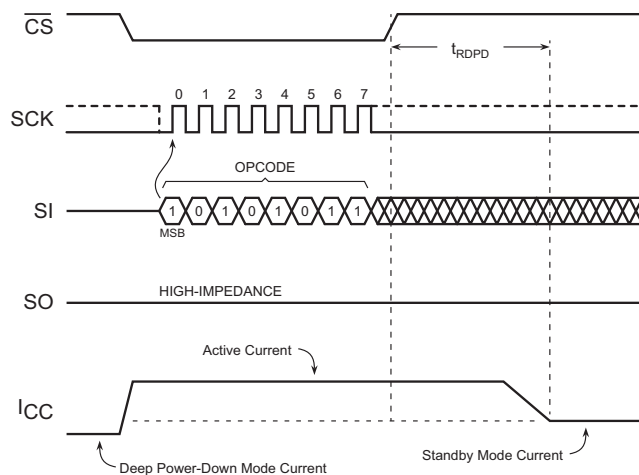 CS
tRDPD
0 1 2 3 4 5 6 7
SCK
OPCODE
SI
1 0 1 0 1 0 1 1
MSB
SO
HIGH-IMPEDANCE
Active Current
ICC
Standby Mode Current
Deep Power-Down Mode Current